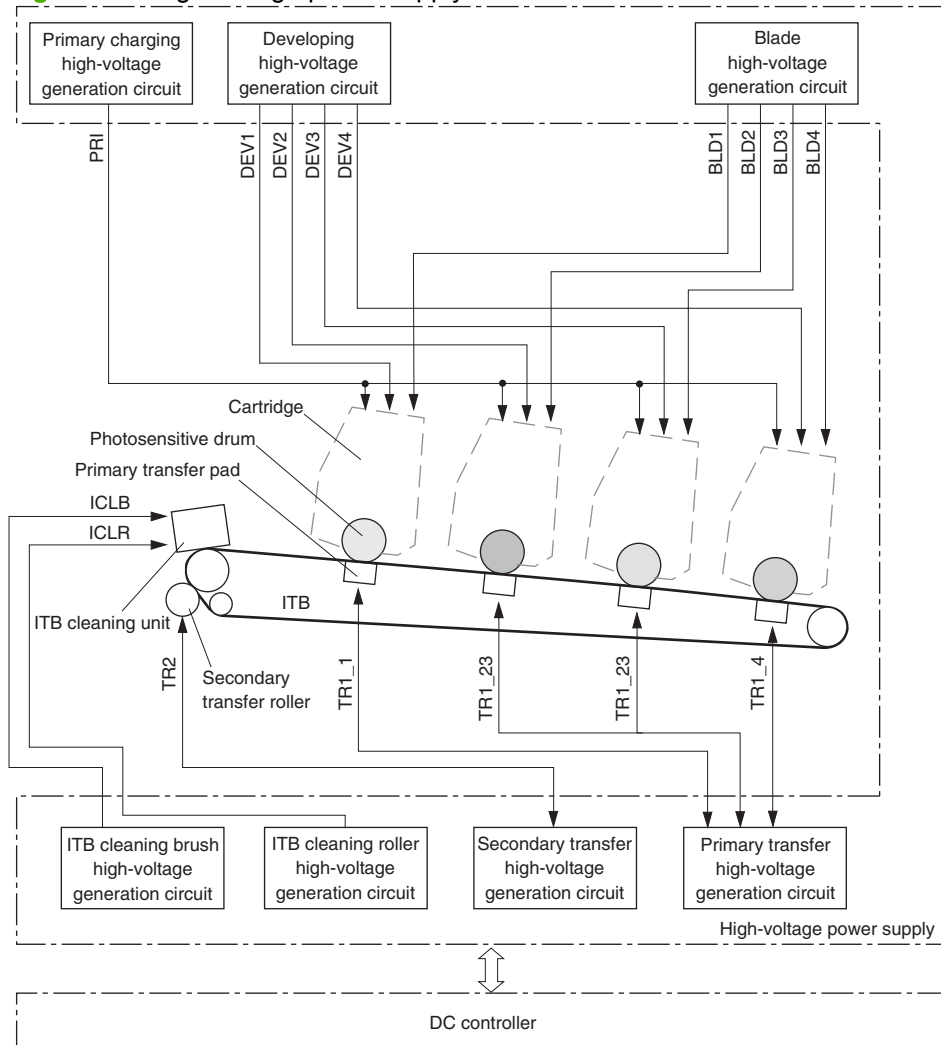 Primary charging
high-voltage
generation circuit
Developing
high-voltage
generation circuit
Blade
high-voltage
generation circuit
PRI
DEV1
DEV2
DEV3
DEV4
BLD1
BLD2
BLD3
BLD4
Cartridge
Photosensitive drum
Primary transfer pad
ICLB
ICLR
ITB
ITB cleaning unit
Secondary
transfer roller
TR2
TR1_1
TR1_23
TR1_23
TR1_4
ITB cleaning brush
high-voltage
generation circuit
ITB cleaning roller
high-voltage
generation circuit
Secondary transfer
high-voltage
generation circuit
Primary transfer
high-voltage
generation circuit
High-voltage power supply
DC controller